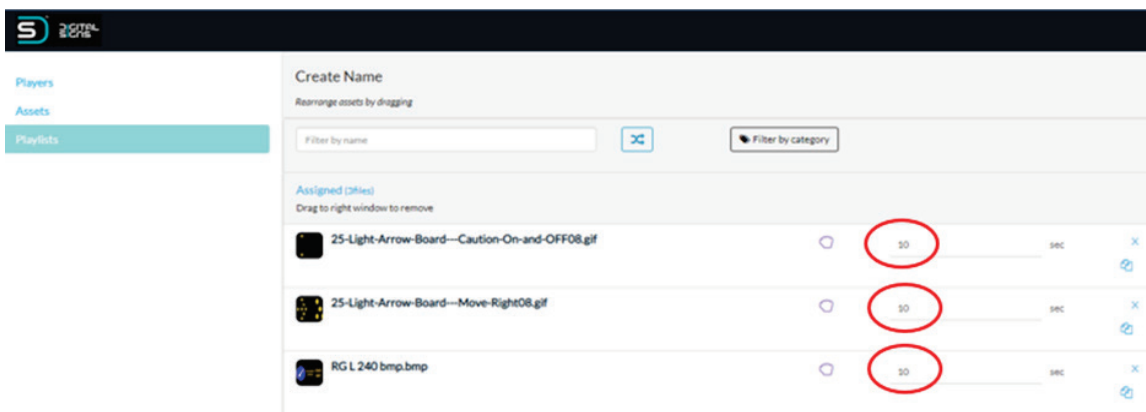 DIGITAL
SIGNS
Players
Assets
Playlists
Create Name
Rearrange assets by dragging
Filter by name
Filter by category
Assigned (3files)
Drag to right window to remove
25-Light-Arrow-Board---Caution-On-and-OFF08.gif
10 sec
25-Light-Arrow-Board---Move-Right08.gif
10 sec
RG L 240 bmp.bmp
10 sec